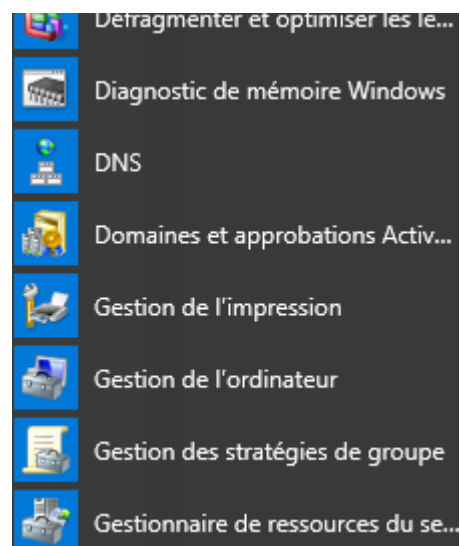 Défragmenter et optimiser les le...
Diagnostic de mémoire Windows
DNS
Domaines et approbations Activ...
Gestion de l'impression
Gestion de l'ordinateur
Gestion des stratégies de groupe
Gestionnaire de ressources du se...